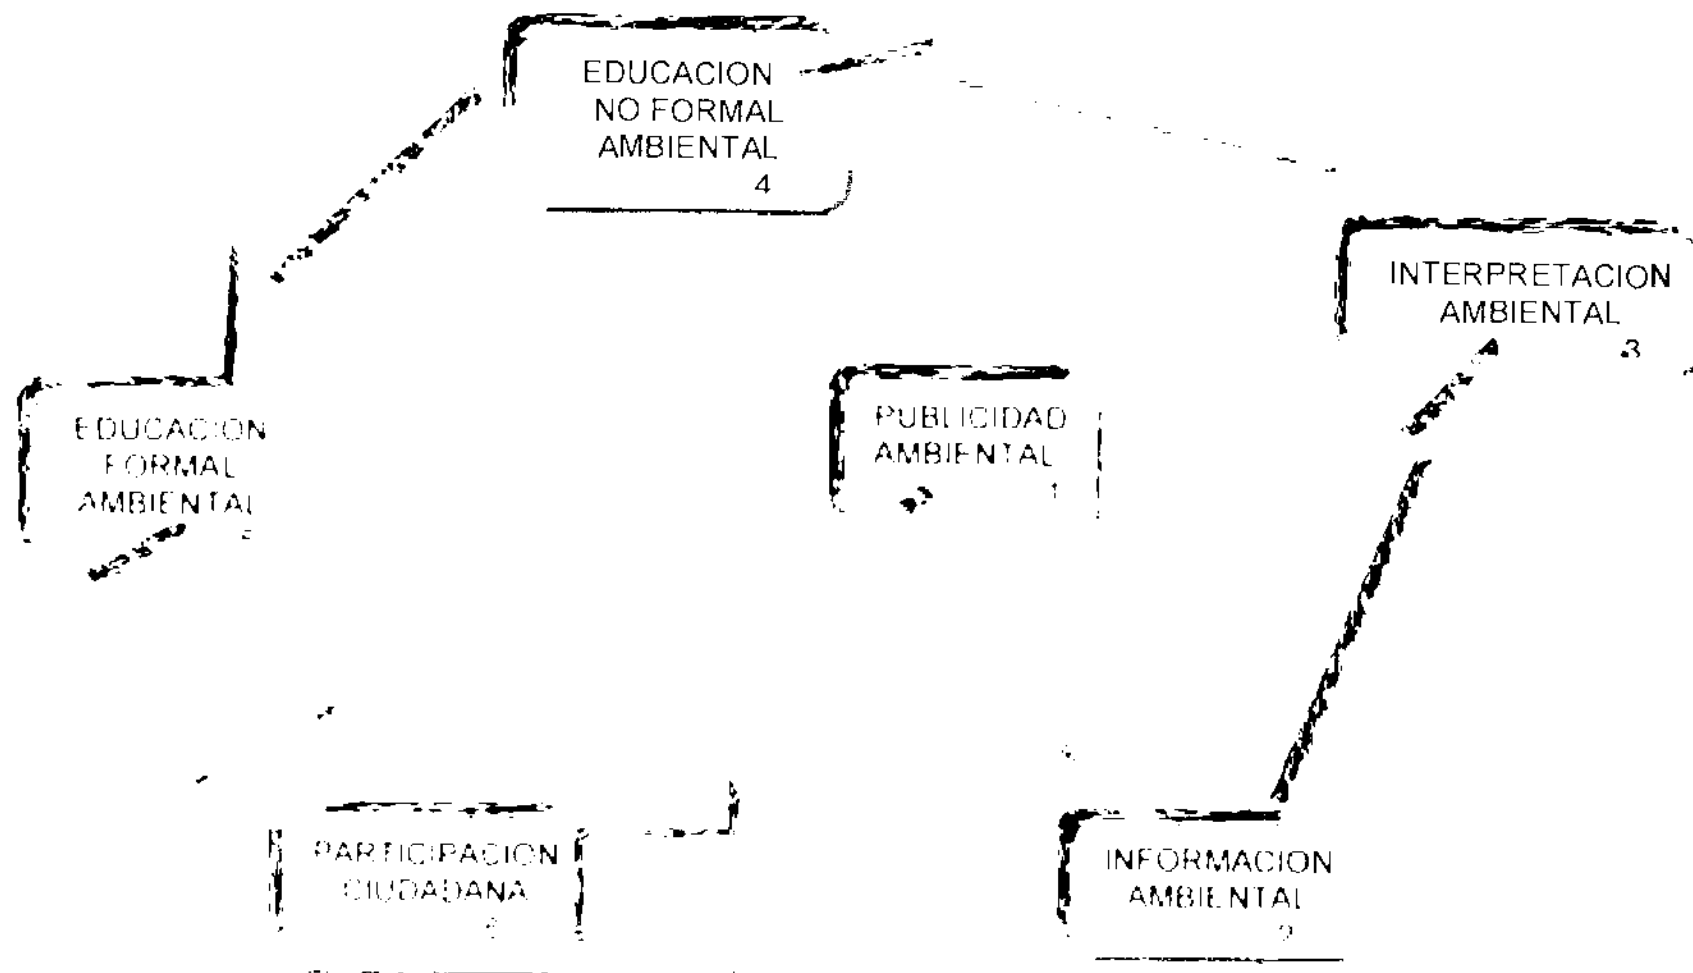 EDUCACION
NO FORMAL
AMBIENTAL
4
INTERPRETACION
AMBIENTAL
3
EDUCACION
FORMAL
AMBIENTAL
PUBLICIDAD
AMBIENTAL
1
PARTICIPACION
CIUDADANA
INFORMACION
AMBIENTAL